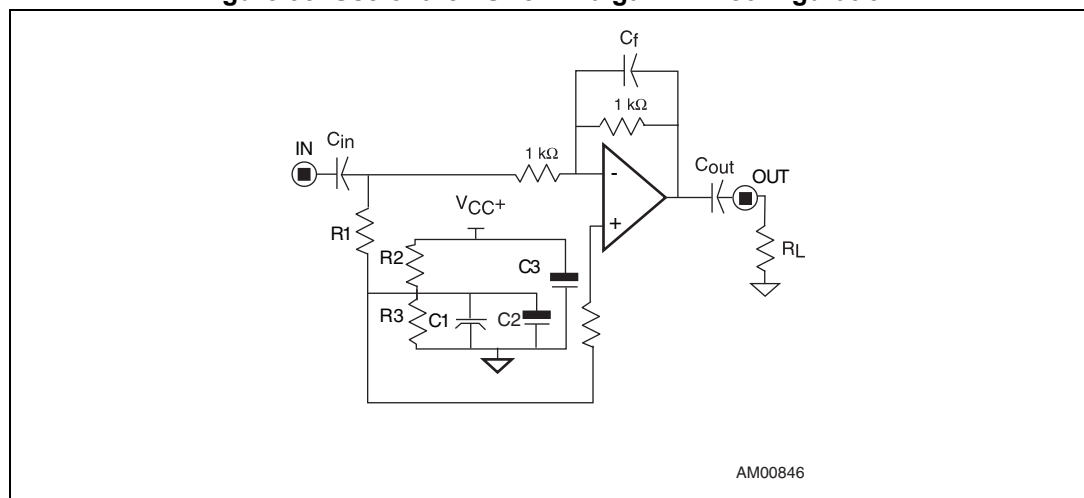 Cf
1 kΩ
IN
Cin
1 kΩ
-
Cout
OUT
VCC+
+
R1
R2
C3
RL
R3
C1
C2
AM00846